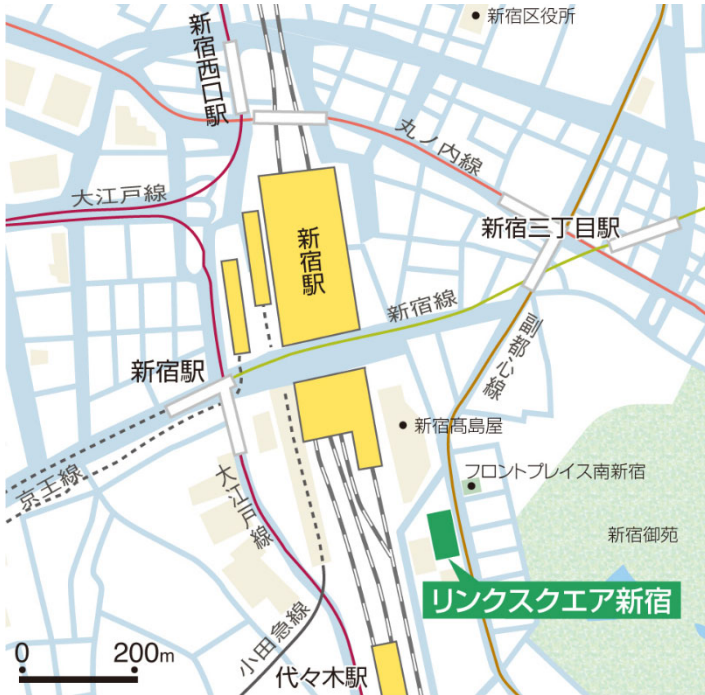 新宿区役所
新宿西口駅
丸ノ内線
大江戸線
新宿三丁目駅
新宿駅
新宿線
副都心線
新宿駅
新宿髙島屋
フロントプレイス南新宿
京王線
大江戸線
新宿御苑
リンクスクエア新宿
小田急線
0 200m
代々木駅